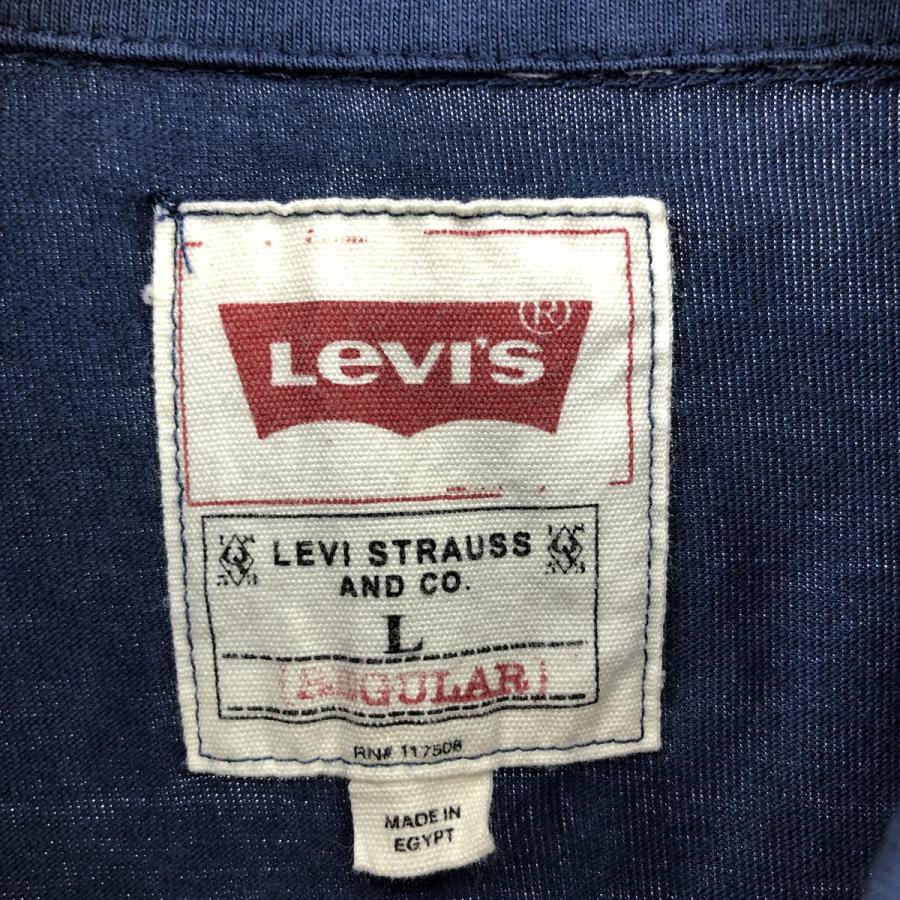 Levi's®
LEVI STRAUSS
AND CO.
L
REGULAR
RN# 117508
MADE IN
EGYPT